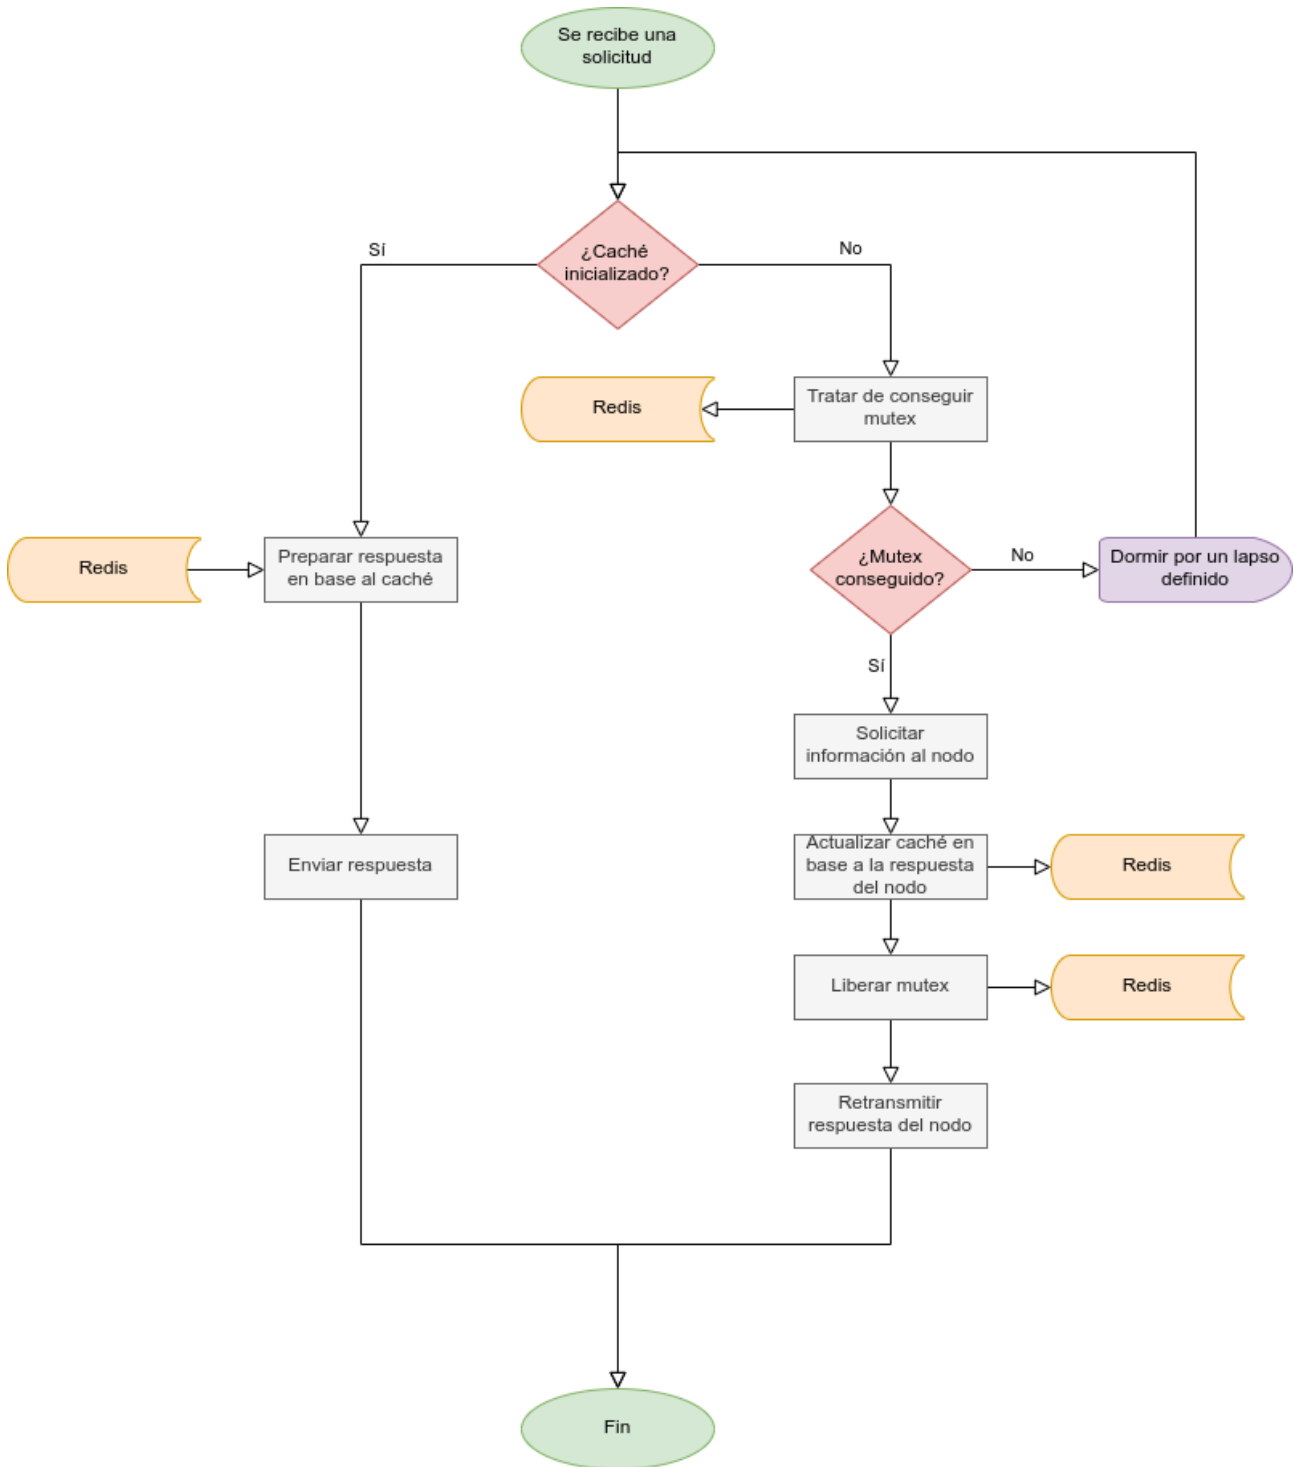 Se recibe una
solicitud
¿Caché
inicializado?
Sí
No
Redis
Tratar de conseguir
mutex
Redis
Preparar respuesta
en base al caché
¿Mutex
conseguido?
No
Dormir por un lapso
definido
Sí
Solicitar
información al nodo
Enviar respuesta
Actualizar caché en
base a la respuesta
del nodo
Redis
Liberar mutex
Redis
Retransmitir
respuesta del nodo
Fin